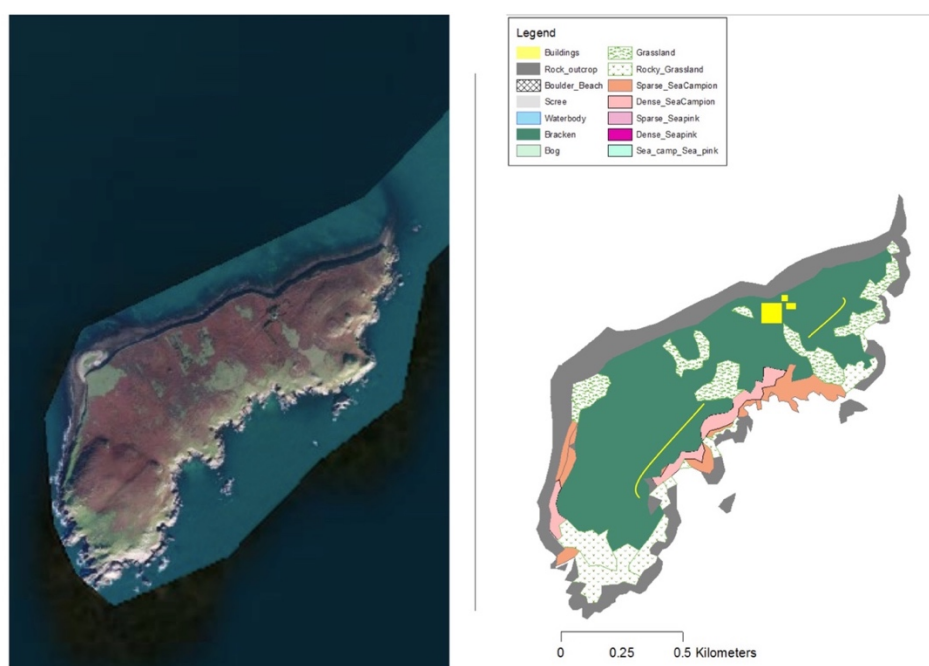 Legend
Buildings
Rock_outcrop
Boulder_Beach
Scree
Waterbody
Bracken
Bog
Grassland
Rocky_Grassland
Sparse_SeaCampion
Dense_SeaCampion
Sparse_Seapink
Dense_Seapink
Sea_camp_Sea_pink
0 0.25 0.5 Kilometers